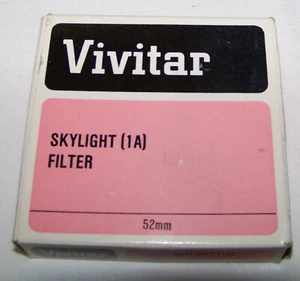 Vivitar
SKYLIGHT (1A)
FILTER
52mm